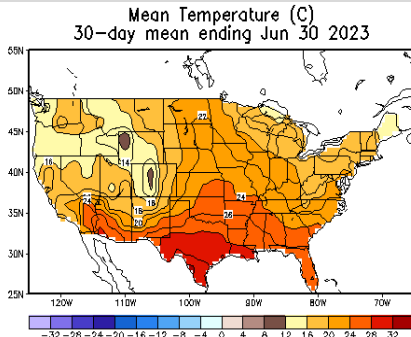 Mean Temperature (C)
30-day mean ending Jun 30 2023
55N
50N
45N
40N
35N
30N
25N
22
16
14
18
24
24
18
20
26
120W 110W 100W 90W 80W 70W
-32 -28 -24 -20 -16 -12 -8 -4 0 4 8 12 16 20 24 28 32